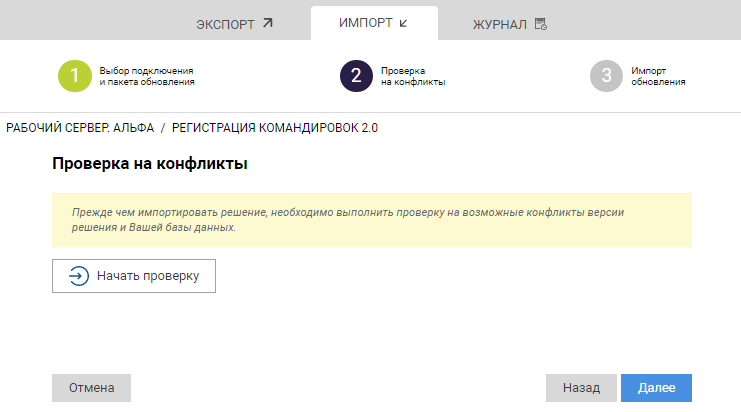 ЭКСПОРТ
ИМПОРТ
ЖУРНАЛ
1
Выбор подключения
и пакета обновления
2
Проверка
на конфликты
3
Импорт
обновления
РАБОЧИЙ СЕРВЕР: АЛЬФА / РЕГИСТРАЦИЯ КОМАНДИРОВОК 2.0
Проверка на конфликты
Прежде чем импортировать решение, необходимо выполнить проверку на возможные конфликты версии
решения и Вашей базы данных.
Начать проверку
Отмена
Назад
Далее